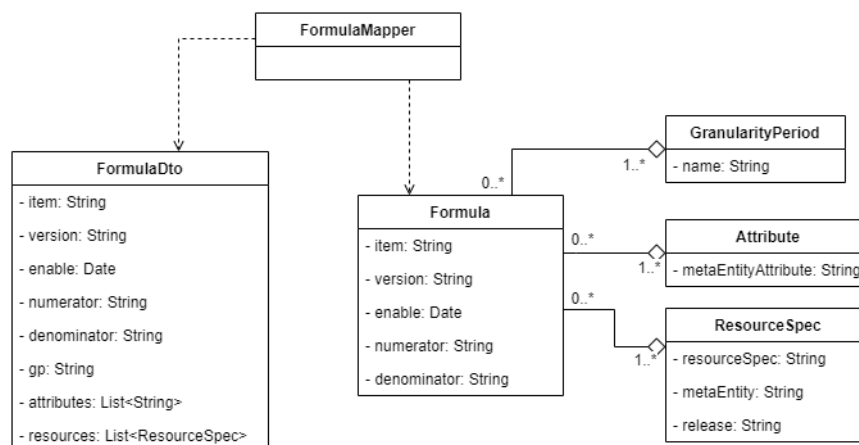 FormulaMapper
FormulaDto
- item: String
- version: String
- enable: Date
- numerator: String
- denominator: String
- gp: String
- attributes: List<String>
- resources: List<ResourceSpec>
Formula
- item: String
- version: String
- enable: Date
- numerator: String
- denominator: String
0..*
1..*
GranularityPeriod
- name: String
0..*
1..*
Attribute
- metaEntityAttribute: String
0..*
1..*
ResourceSpec
- resourceSpec: String
- metaEntity: String
- release: String